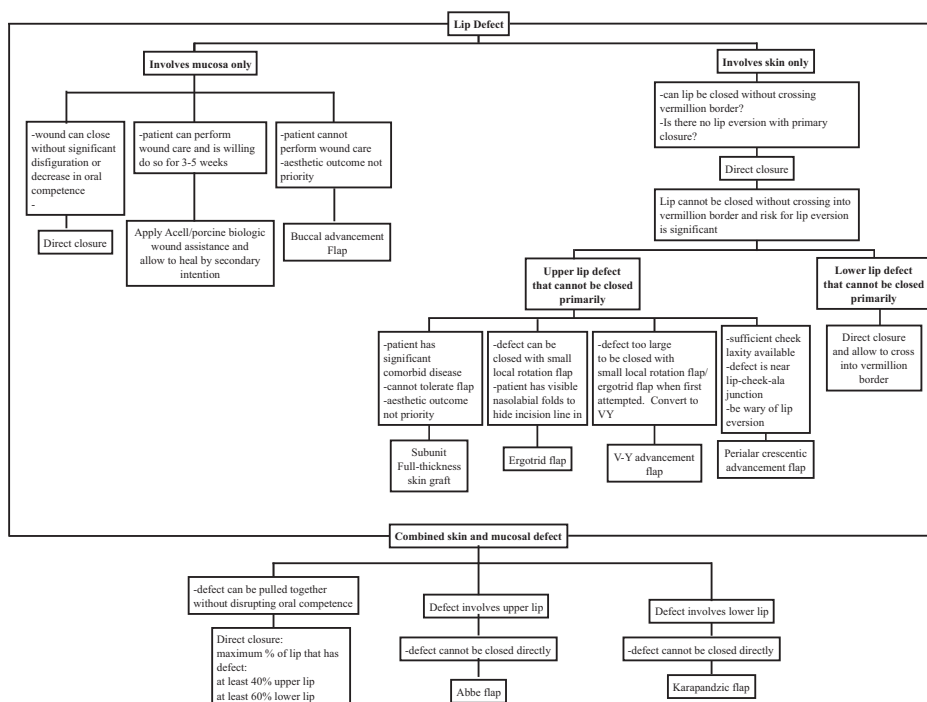 Lip Defect
Involves mucosa only
Involves skin only
-wound can close
without significant
disfiguration or
decrease in oral
competence
-
-patient can perform
wound care and is willing
do so for 3-5 weeks
-patient cannot
perform wound care
-aesthetic outcome not
priority
-can lip be closed without crossing
vermillion border?
-Is there no lip eversion with primary
closure?
Direct closure
Apply Acell/porcine biologic
wound assistance and
allow to heal by secondary
intention
Buccal advancement
Flap
Direct closure
Lip cannot be closed without crossing into
vermillion border and risk for lip eversion
is significant
Upper lip defect
that cannot be closed
primarily
Lower lip defect
that cannot be closed
primarily
-patient has
significant
comorbid disease
-cannot tolerate flap
-aesthetic outcome
not priority
-defect can be
closed with small
local rotation flap
-patient has visible
nasolabial folds to
hide incision line in
-defect too large
to be closed with
small local rotation flap/
ergotrid flap when first
attempted. Convert to
VY
-sufficient cheek
laxity available
-defect is near
lip-cheek-ala
junction
-be wary of lip
eversion
Direct closure
and allow to cross
into vermillion
border
Subunit
Full-thickness
skin graft
Ergotrid flap
V-Y advancement
flap
Perialar crescentic
advancement flap
Combined skin and mucosal defect
-defect can be pulled together
without disrupting oral competence
Defect involves upper lip
Defect involves lower lip
Direct closure:
maximum % of lip that has
defect:
at least 40% upper lip
at least 60% lower lip
-defect cannot be closed directly
-defect cannot be closed directly
Abbe flap
Karapandzic flap